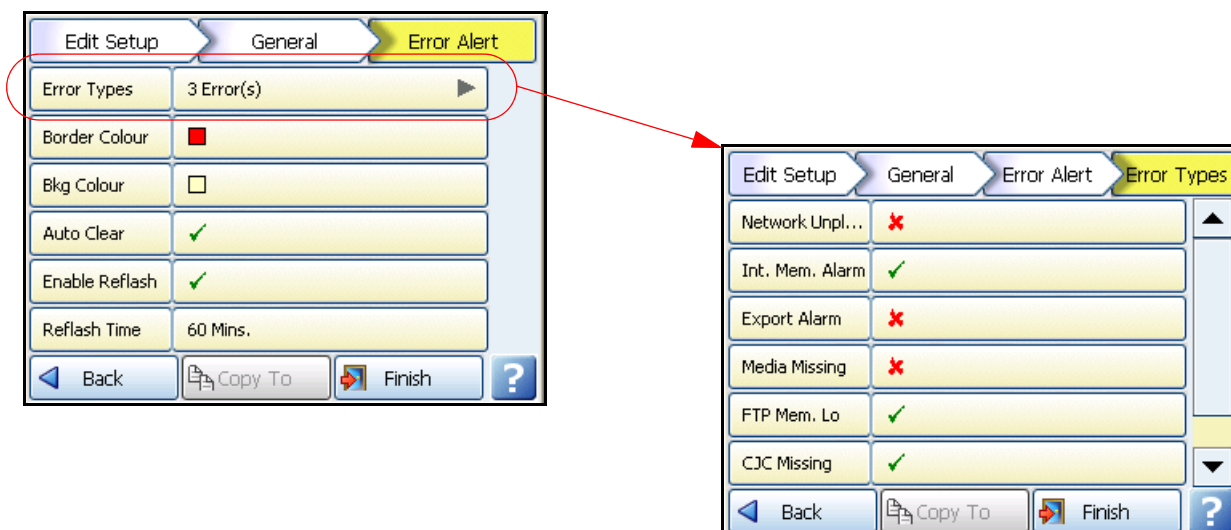 Edit Setup General Error Alert
Error Types 3 Error(s)
Border Colour
Bkg Colour
Auto Clear
Enable Reflash
Reflash Time 60 Mins.
Back Copy To Finish ?
Edit Setup General Error Alert Error Types
Network Unpl...
Int. Mem. Alarm
Export Alarm
Media Missing
FTP Mem. Lo
CJC Missing
Back Copy To Finish ?